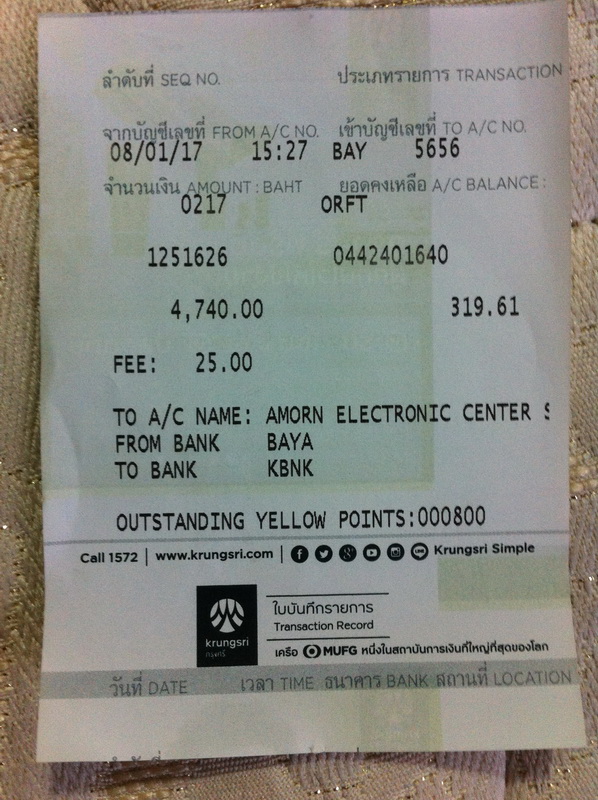 ลำดับที่ SEQ NO. ประเภทรายการ TRANSACTION
จากบัญชีเลขที่ FROM A/C NO. เข้าบัญชีเลขที่ TO A/C NO.
08/01/17 15:27 BAY 5656
จำนวนเงิน AMOUNT : BAHT ยอดคงเหลือ A/C BALANCE :
0217 ORFT
1251626 0442401640
4,740.00 319.61
FEE: 25.00
TO A/C NAME: AMORN ELECTRONIC CENTER S
FROM BANK BAYA
TO BANK KBNK
OUTSTANDING YELLOW POINTS:000800
Call 1572 | www.krungsri.com | Krungsri Simple
ใบบันทึกรายการ
Transaction Record
krungsri
กรุงศรี
เครือ MUFG หนึ่งในสถาบันการเงินที่ใหญ่ที่สุดของโลก
วันที่ DATE เวลา TIME ธนาคาร BANK สถานที่ LOCATION